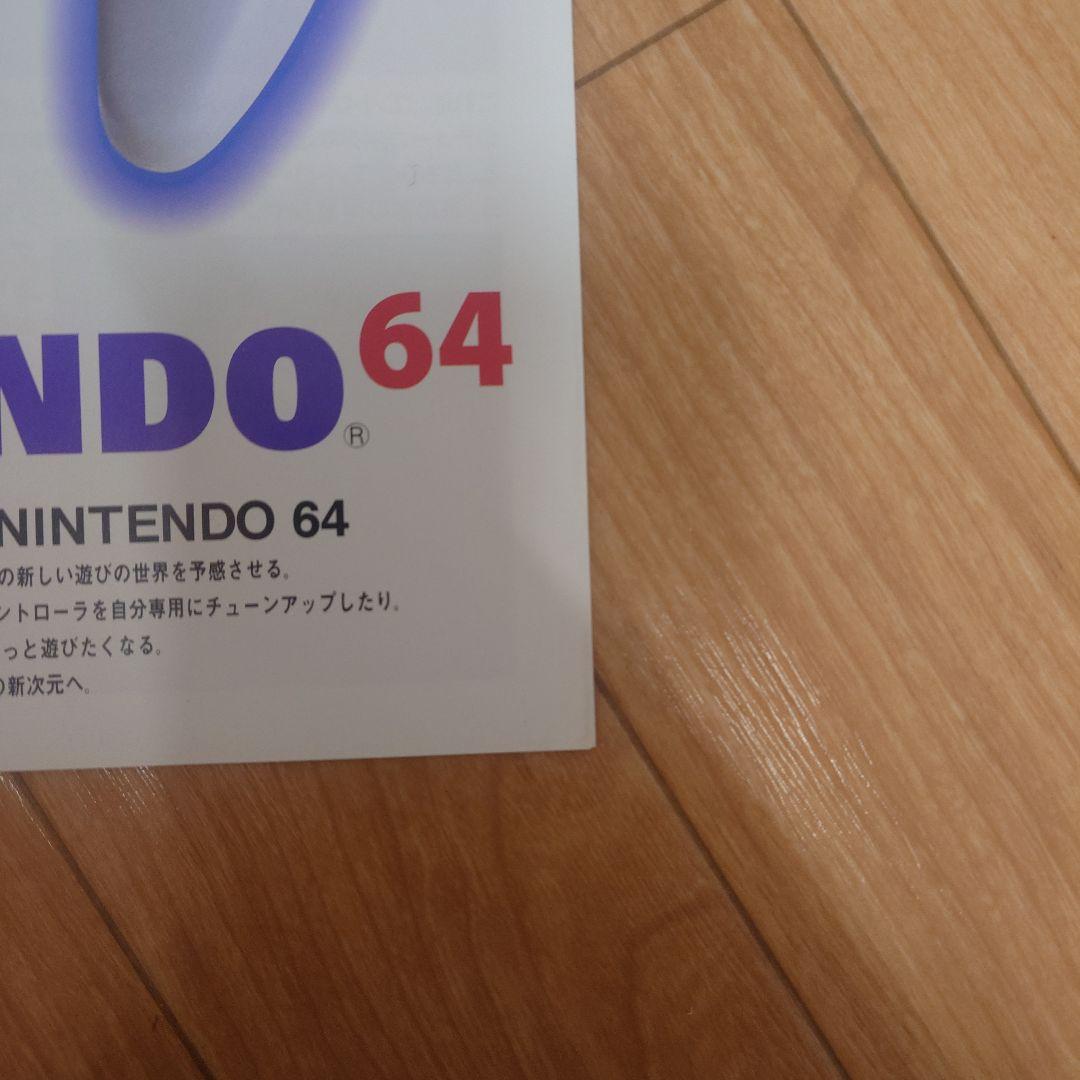 NDO64
®
NINTENDO 64
の新しい遊びの世界を予感させる。
ントローラを自分専用にチューンアップしたり。
っと遊びたくなる。
の新次元へ。